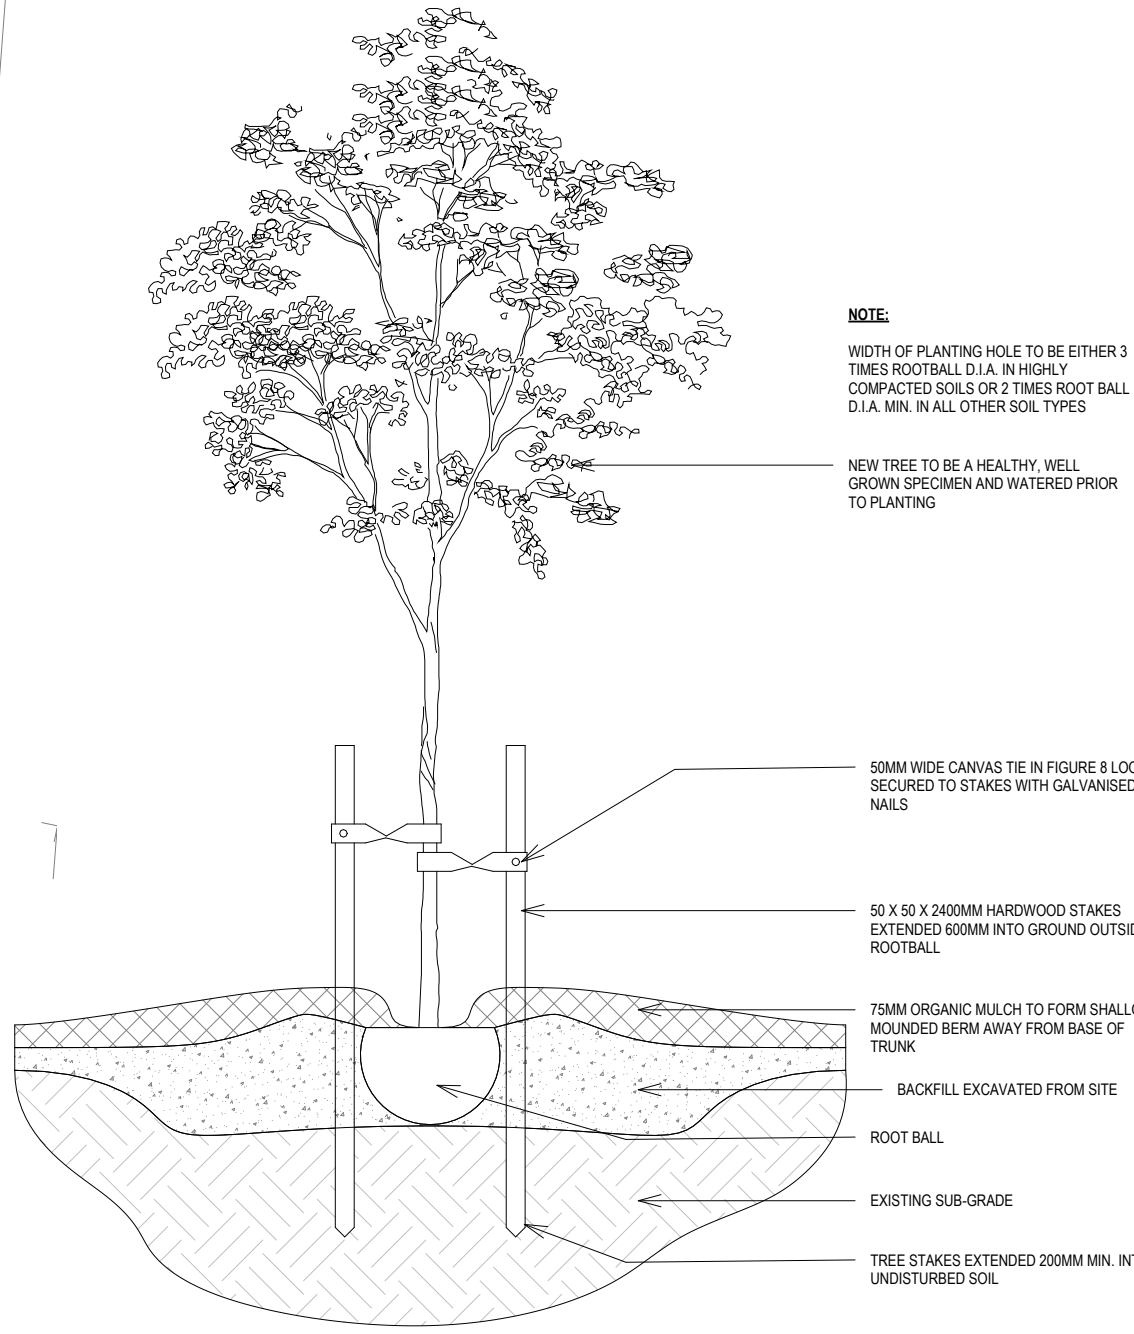 NOTE:
WIDTH OF PLANTING HOLE TO BE EITHER 3
TIMES ROOTBALL D.I.A. IN HIGHLY
COMPACTED SOILS OR 2 TIMES ROOT BALL
D.I.A. MIN. IN ALL OTHER SOIL TYPES
NEW TREE TO BE A HEALTHY, WELL
GROWN SPECIMEN AND WATERED PRIOR
TO PLANTING
50MM WIDE CANVAS TIE IN FIGURE 8
SECURED TO STAKES WITH GALVANISED
NAILS
50 X 50 X 2400MM HARDWOOD STAKES
EXTENDED 600MM INTO GROUND
ROOTBALL
75MM ORGANIC MULCH TO FORM
MOUNDED BERM AWAY FROM BASE OF
TRUNK
BACKFILL EXCAVATED FROM SITE
ROOT BALL
EXISTING SUB-GRADE
TREE STAKES EXTENDED 200MM MIN.
UNDISTURBED SOIL